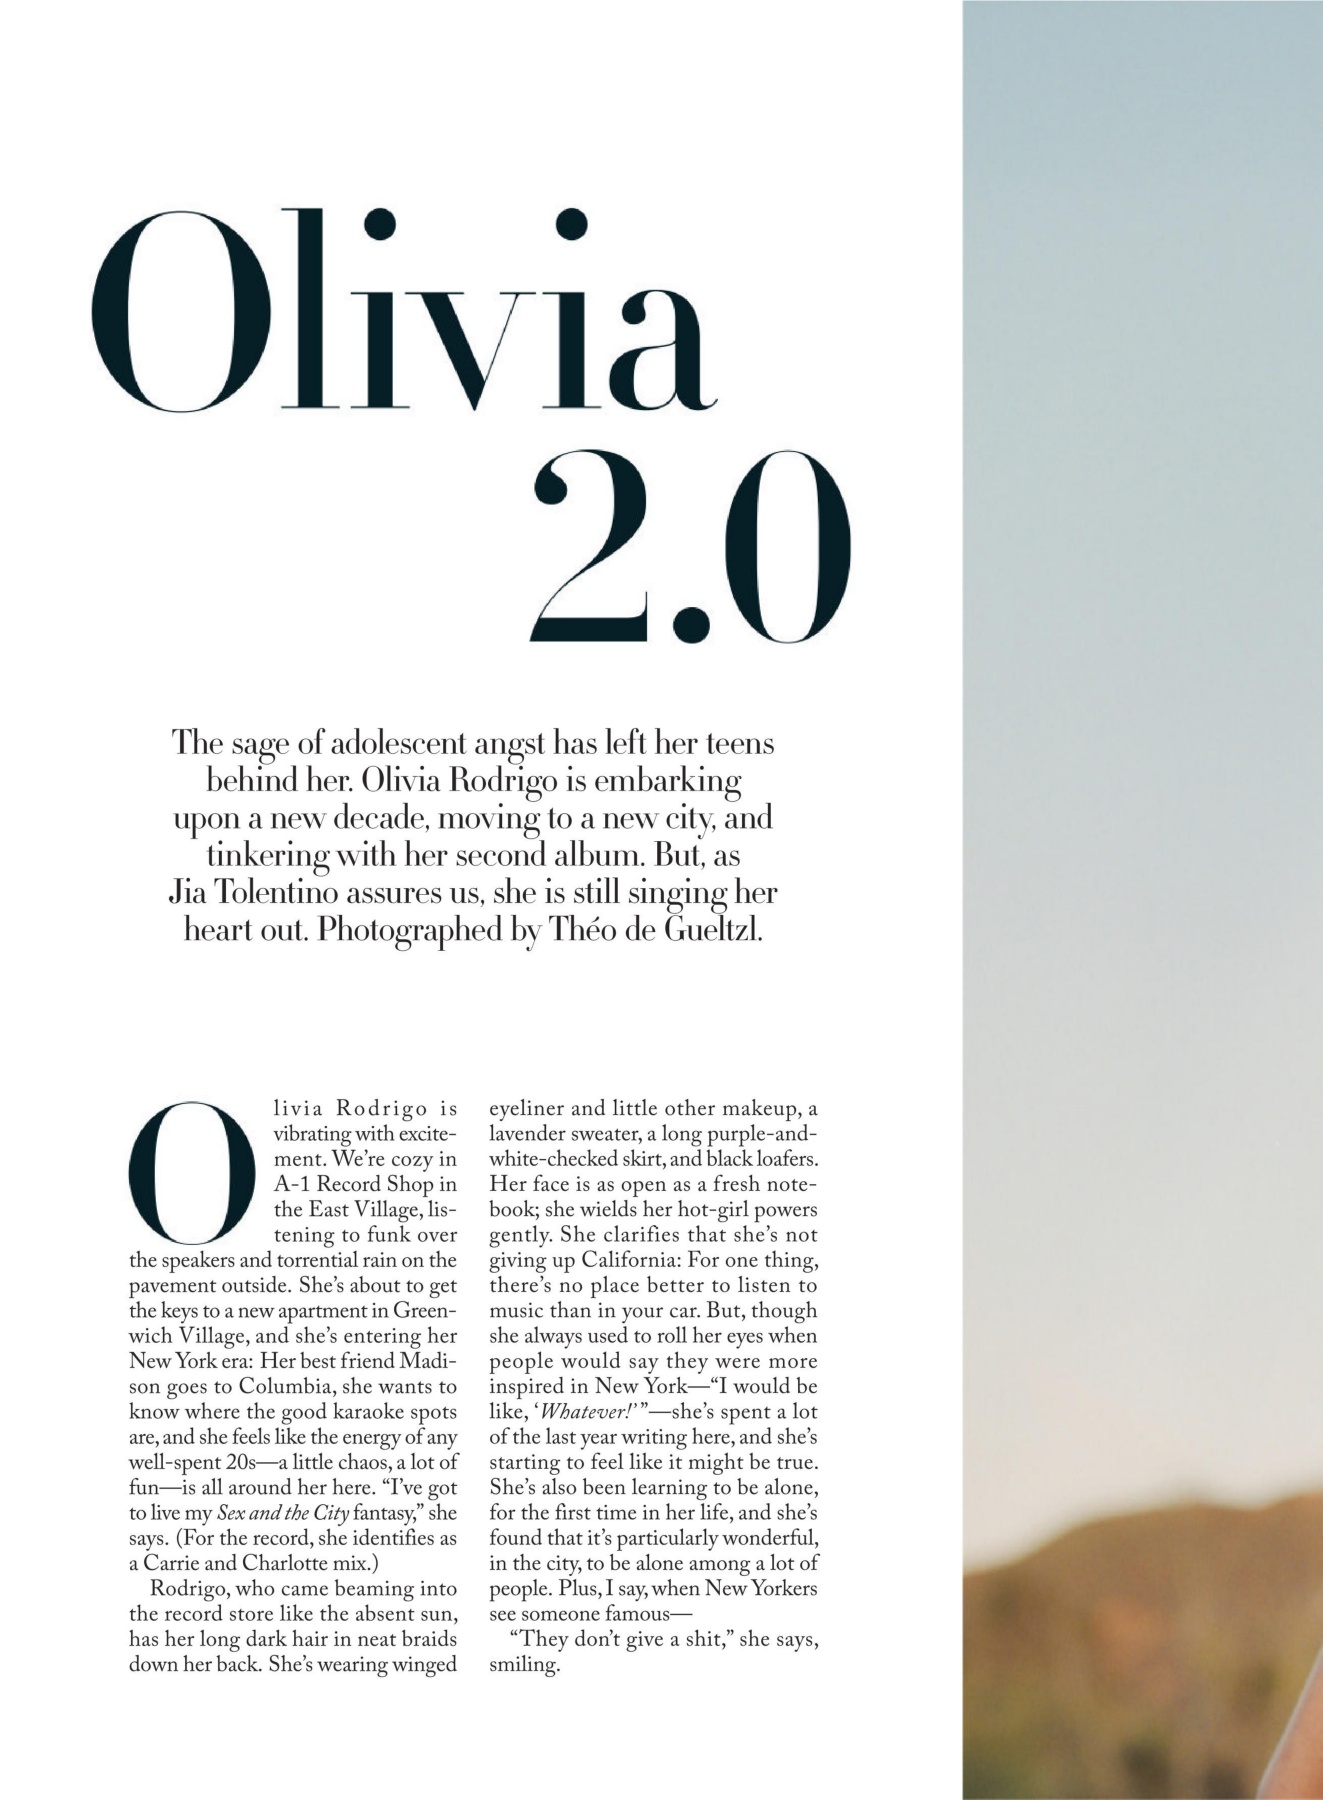 Olivia
2.0
The sage of adolescent angst has left her teens
behind her. Olivia Rodrigo is embarking
upon a new decade, moving to a new city, and
tinkering with her second album. But, as
Jia Tolentino assures us, she is still singing her
heart out. Photographed by Théo de Gueltzl.
Olivia Rodrigo is
vibrating with excite-
ment. We’re cozy in
A-1 Record Shop in
the East Village, lis-
tening to funk over
the speakers and torrential rain on the
pavement outside. She’s about to get
the keys to a new apartment in Green-
wich Village, and she’s entering her
New York era: Her best friend Madi-
son goes to Columbia, she wants to
know where the good karaoke spots
are, and she feels like the energy of any
well-spent 20s—a little chaos, a lot of
fun—is all around her here. “I’ve got
to live my Sex and the City fantasy,” she
says. (For the record, she identifies as
a Carrie and Charlotte mix.)
Rodrigo, who came beaming into
the record store like the absent sun,
has her long dark hair in neat braids
down her back. She’s wearing winged
eyeliner and little other makeup, a
lavender sweater, a long purple-and-
white-checked skirt, and black loafers.
Her face is as open as a fresh note-
book; she wields her hot-girl powers
gently. She clarifies that she’s not
giving up California: For one thing,
there’s no place better to listen to
music than in your car. But, though
she always used to roll her eyes when
people would say they were more
inspired in New York—“I would be
like, ‘Whatever!’ ”—she’s spent a lot
of the last year writing here, and she’s
starting to feel like it might be true.
She’s also been learning to be alone,
for the first time in her life, and she’s
found that it’s particularly wonderful,
in the city, to be alone among a lot of
people. Plus, I say, when New Yorkers
see someone famous—
“They don’t give a shit,” she says,
smiling.